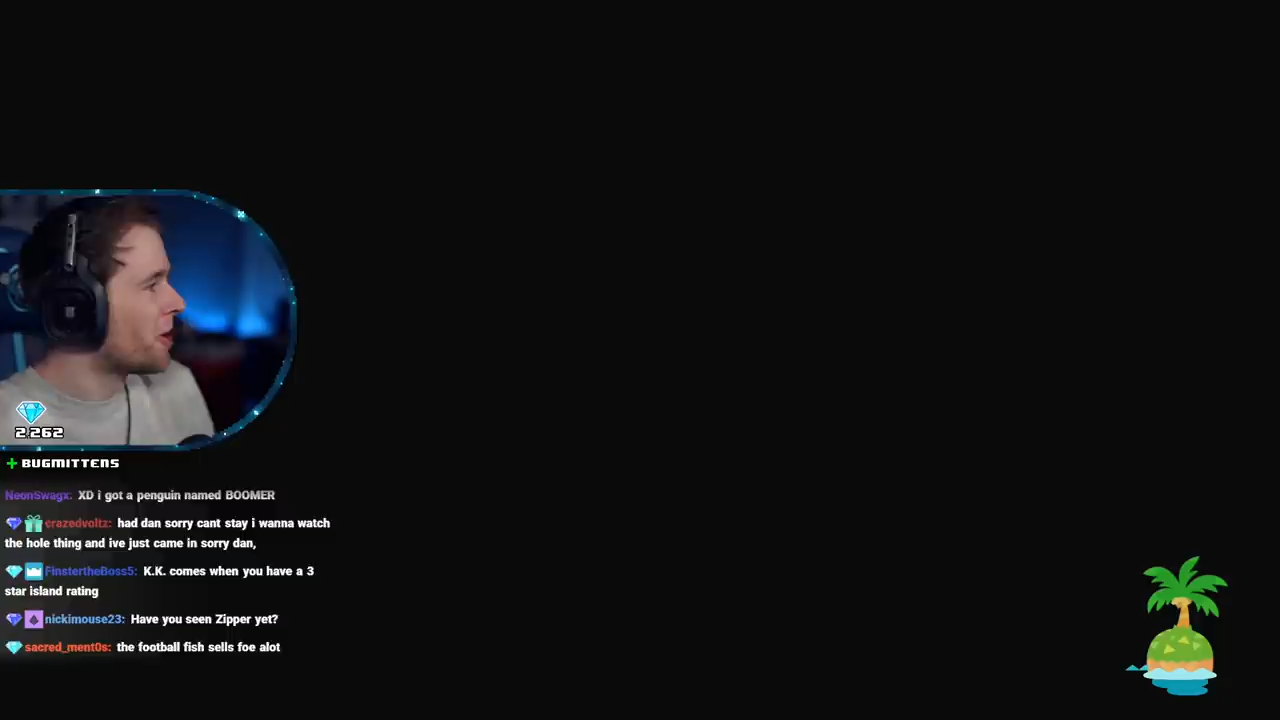 2,262
+ BUGMITTENS
NeonSwagx: XD i got a penguin named BOOMER
crazedvoltz: had dan sorry cant stay i wanna watch
the hole thing and ive just came in sorry dan,
FinstertheBoss5: K.K. comes when you have a 3
star island rating
nickimouse23: Have you seen Zipper yet?
sacred_ment0s: the football fish sells foe alot